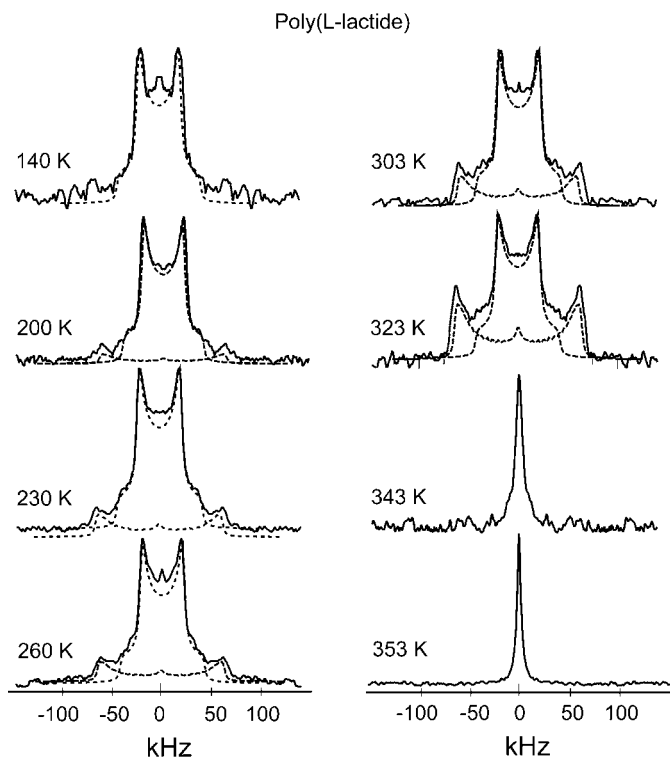 Poly(L-lactide)
140 K
200 K
230 K
260 K
-100 -50 0 50 100
kHz
303 K
323 K
343 K
353 K
-100 -50 0 50 100
kHz